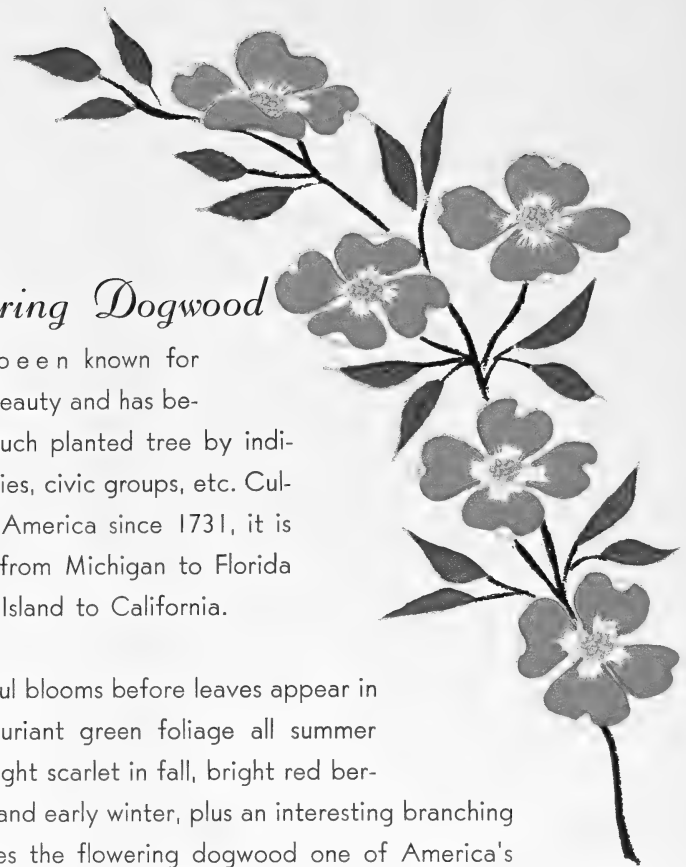 ring Dogwood
been known for
eauty and has be-
uch planted tree by indi-
ies, civic groups, etc. Cul-
America since 1731, it is
from Michigan to Florida
Island to California.
ul blooms before leaves appear in
uriant green foliage all summer
ght scarlet in fall, bright red ber-
and early winter, plus an interesting branching
es the flowering dogwood one of America's